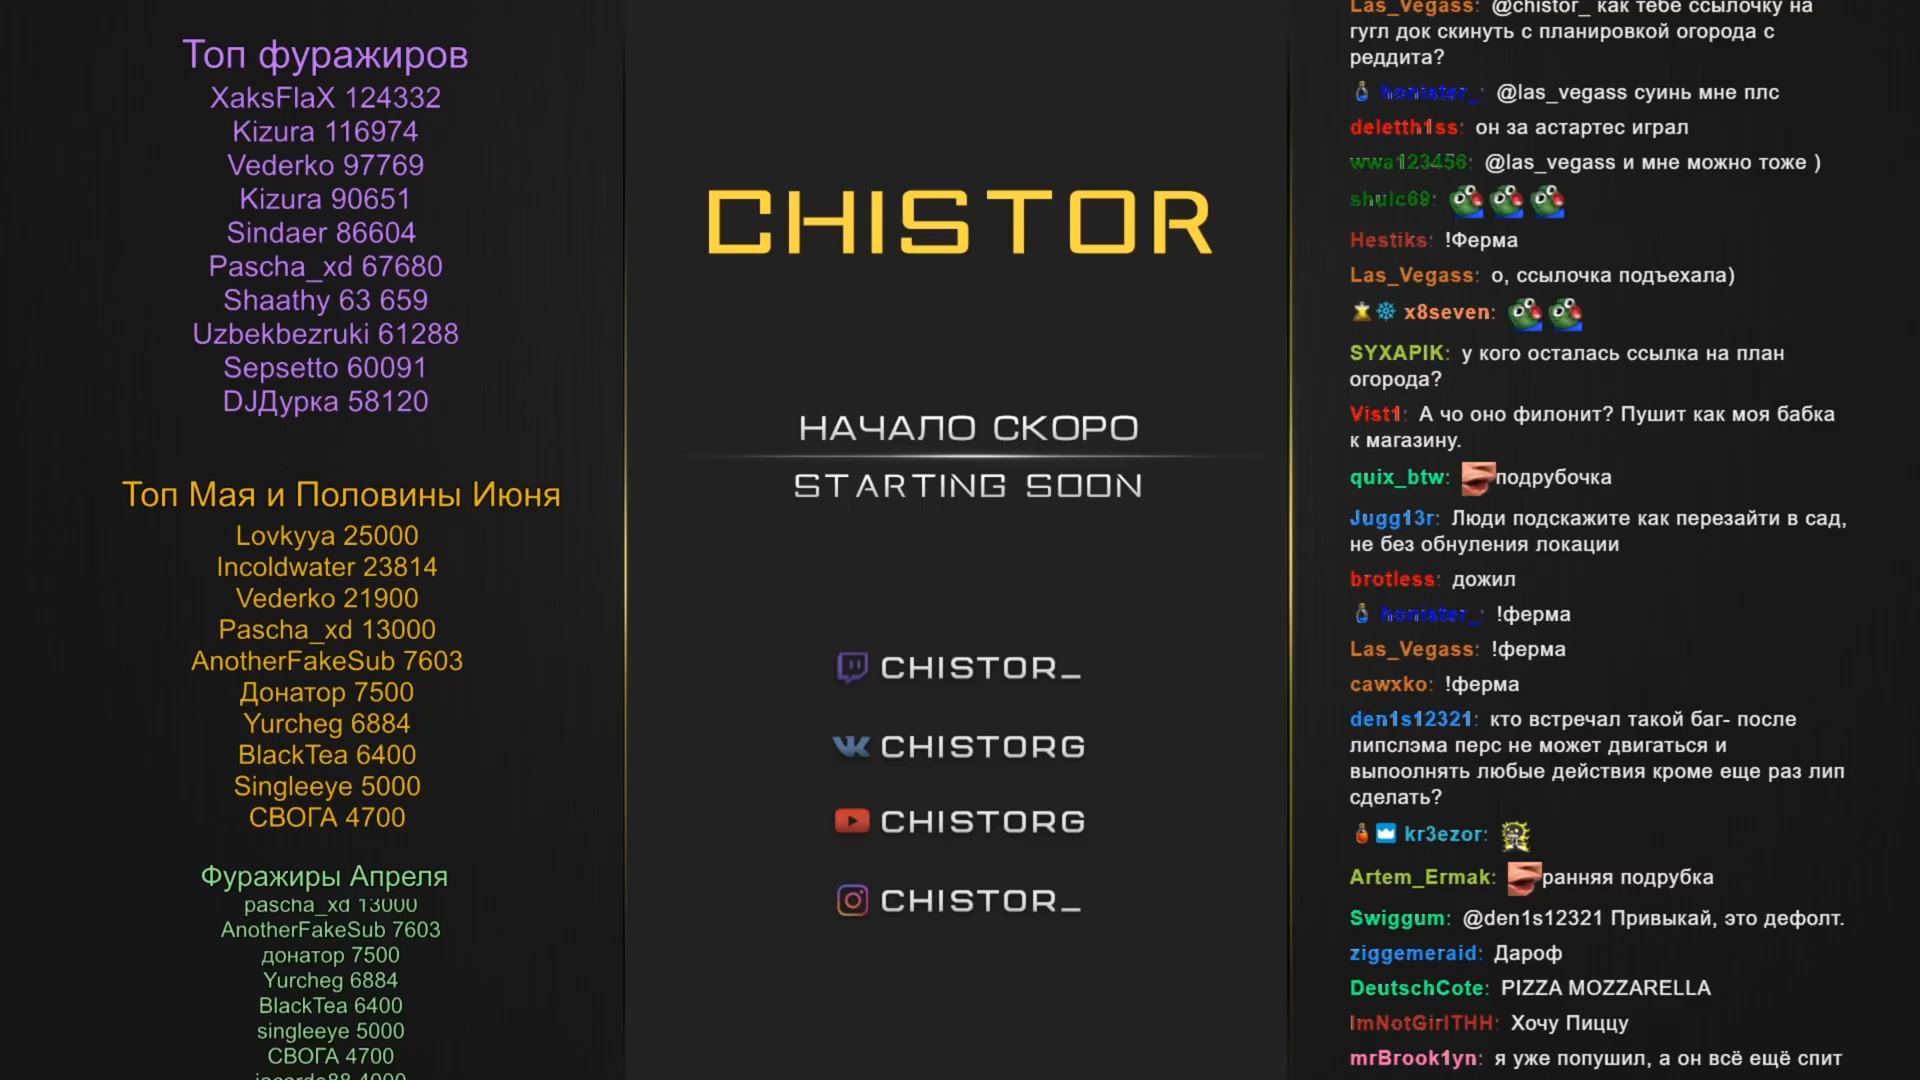 Топ фуражиров
XaksFlaX 124332
Kizura 116974
Vederko 97769
Kizura 90651
Sindaer 86604
Pascha_xd 67680
Shaathy 63 659
Uzbekbezruki 61288
Sepsetto 60091
DJДурка 58120
Топ Мая и Половины Июня
Lovkyya 25000
Incoldwater 23814
Vederko 21900
Pascha_xd 13000
AnotherFakeSub 7603
Донатор 7500
Yurcheg 6884
BlackTea 6400
Singleeye 5000
СВОГА 4700
Фуражиры Апреля
pascha_xd 13000
AnotherFakeSub 7603
донатор 7500
Yurcheg 6884
BlackTea 6400
singleeye 5000
СВОГА 4700
CHISTOR
НАЧАЛО СКОРО
STARTING SOON
CHISTOR_
CHISTORG
CHISTORG
CHISTOR_
Las_Vegass: @chistor_ как тебе ссылочку на
гугл док скинуть с планировкой огорода с
реддита?
@las_vegass суинь мне плс
deletth1ss: он за астартес играл
wwa123456: @las_vegass и мне можно тоже )
shulc69:
Hestiks: !Ферма
Las_Vegass: о, ссылочка подъехала)
x8seven:
SYXAPIK: у кого осталась ссылка на план
огорода?
Vist1: А чо оно филонит? Пушит как моя бабка
к магазину.
quix_btw: подрубочка
Jugg13r: Люди подскажите как перезайти в сад,
не без обнуления локации
brotless: дожил
!ферма
Las_Vegass: !ферма
cawxko: !ферма
den1s12321: кто встречал такой баг- после
липслэма перс не может двигаться и
выпоолнять любые действия кроме еще раз лип
сделать?
kr3ezor:
Artem_Ermak: ранняя подрубка
Swiggum: @den1s12321 Привыкай, это дефолт.
ziggemeraid: Дароф
DeutschCote: PIZZA MOZZARELLA
ImNotGirlTHH: Хочу Пиццу
mrBrook1yn: я уже попушил, а он всё ещё спит